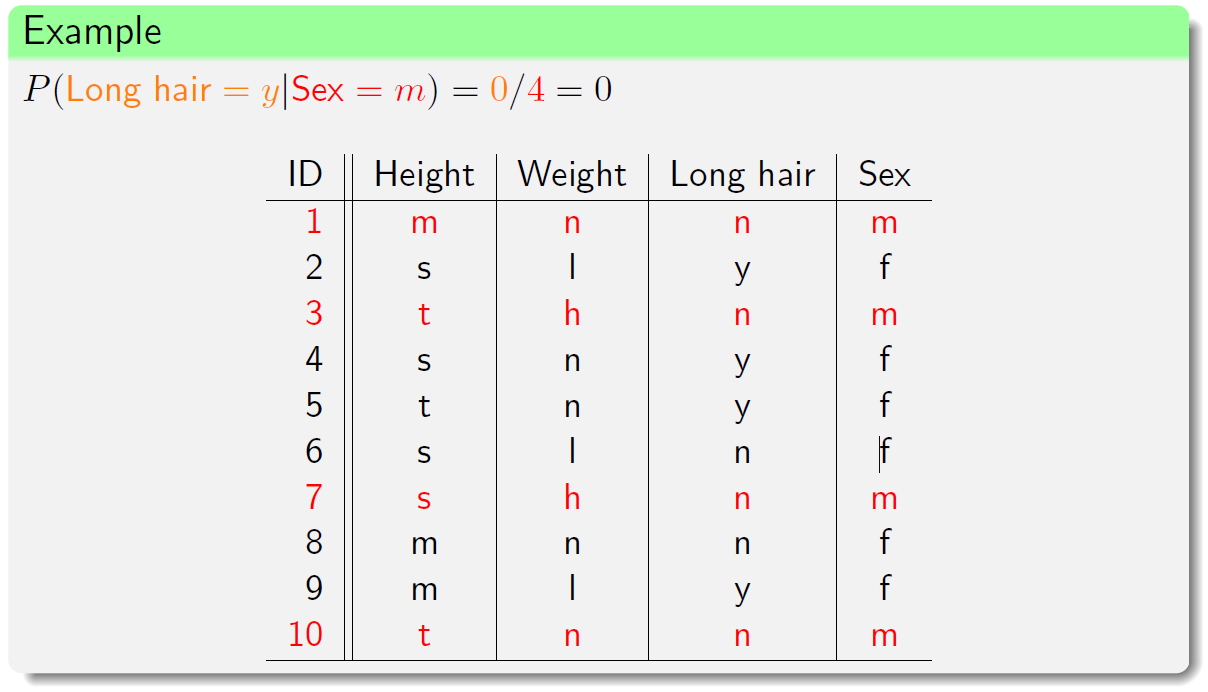 Example
P(Long hair = y|Sex = m) = 0/4 = 0
ID Height Weight Long hair Sex
1 m n n m
2 s l y f
3 t h n m
4 s n y f
5 t n y f
6 s l n f
7 s h n m
8 m n n f
9 m l y f
10 t n n m